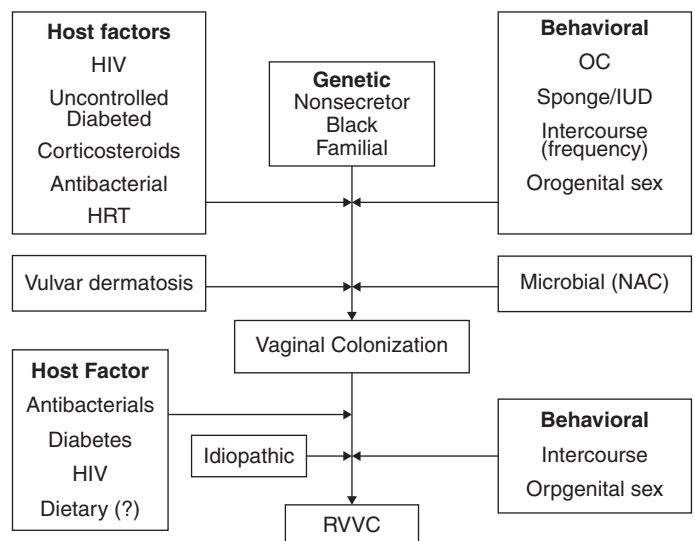 Host factors
HIV
Uncontrolled
Diabeted
Corticosteroids
Antibacterial
HRT
Genetic
Nonsecretor
Black
Familial
Behavioral
OC
Sponge/IUD
Intercourse
(frequency)
Orogenital sex
Vulvar dermatosis
Microbial (NAC)
Vaginal Colonization
Host Factor
Antibacterials
Diabetes
HIV
Dietary (?)
Idiopathic
Behavioral
Intercourse
Orpgenital sex
RVVC